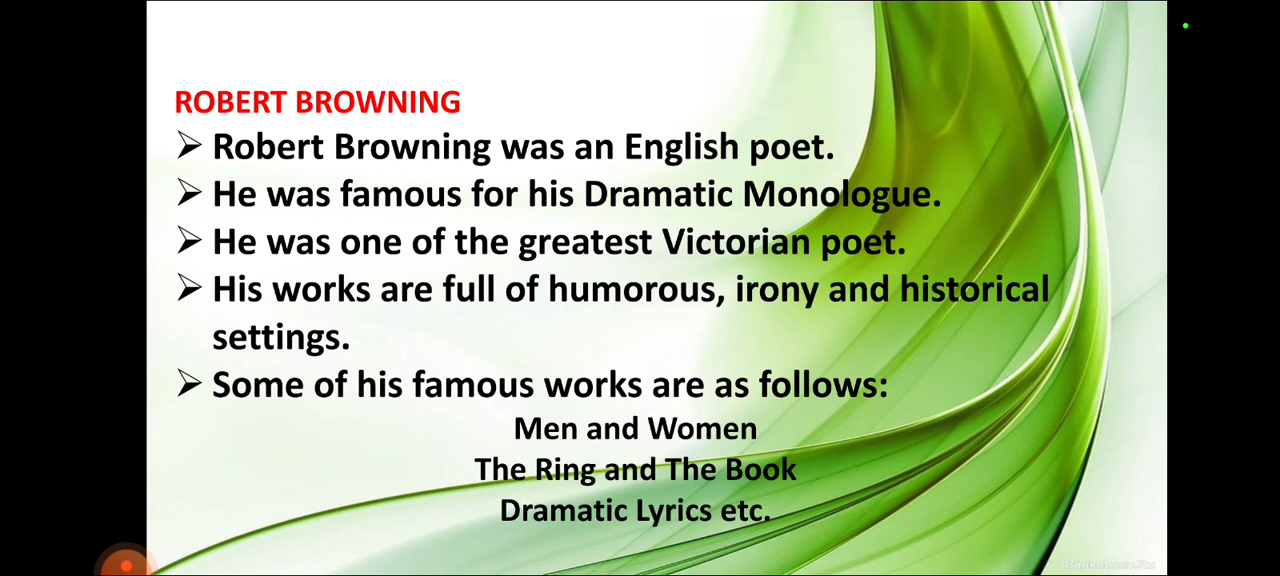 ROBERT BROWNING
➢ Robert Browning was an English poet.
➢ He was famous for his Dramatic Monologue.
➢ He was one of the greatest Victorian poet.
➢ His works are full of humorous, irony and historical
settings.
➢ Some of his famous works are as follows:
Men and Women
The Ring and The Book
Dramatic Lyrics etc.